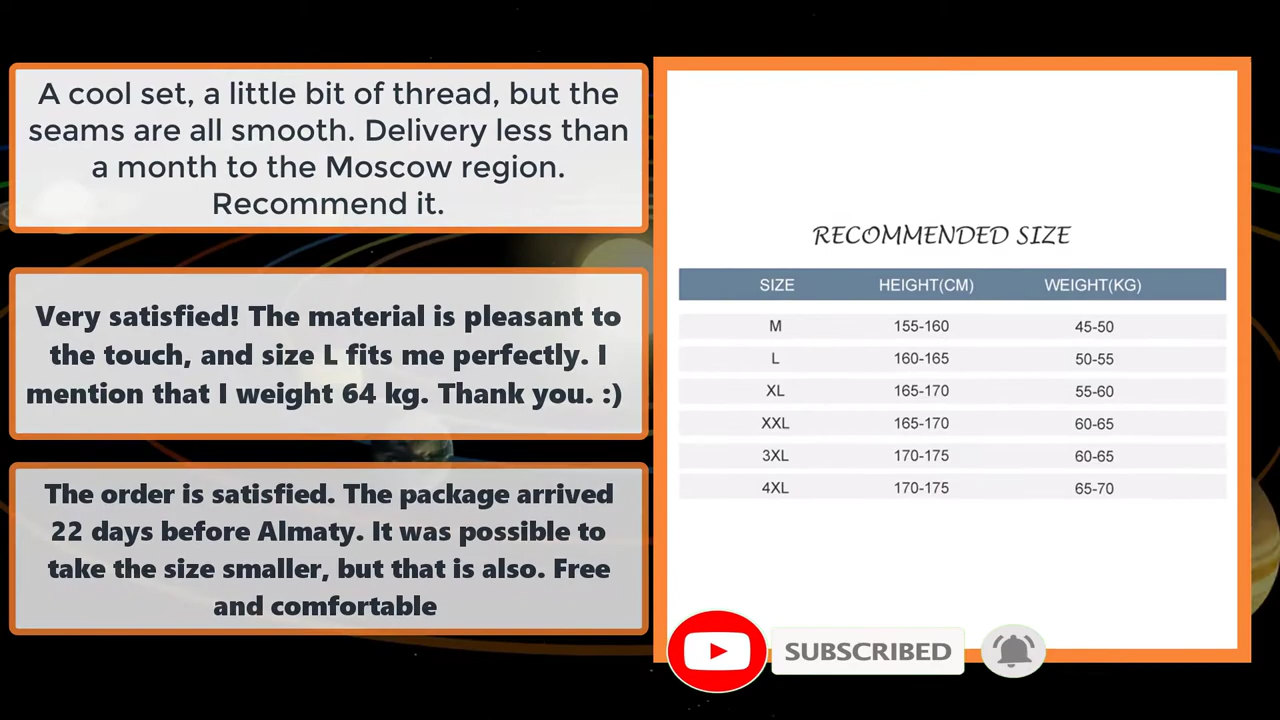 A cool set, a little bit of thread, but the
seams are all smooth. Delivery less than
a month to the Moscow region.
Recommend it.
Very satisfied! The material is pleasant to
the touch, and size L fits me perfectly. I
mention that I weight 64 kg. Thank you. :)
The order is satisfied. The package arrived
22 days before Almaty. It was possible to
take the size smaller, but that is also. Free
and comfortable
RECOMMENDED SIZE
SIZE HEIGHT(CM) WEIGHT(KG)
M 155-160 45-50
L 160-165 50-55
XL 165-170 55-60
XXL 165-170 60-65
3XL 170-175 60-65
4XL 170-175 65-70
SUBSCRIBED